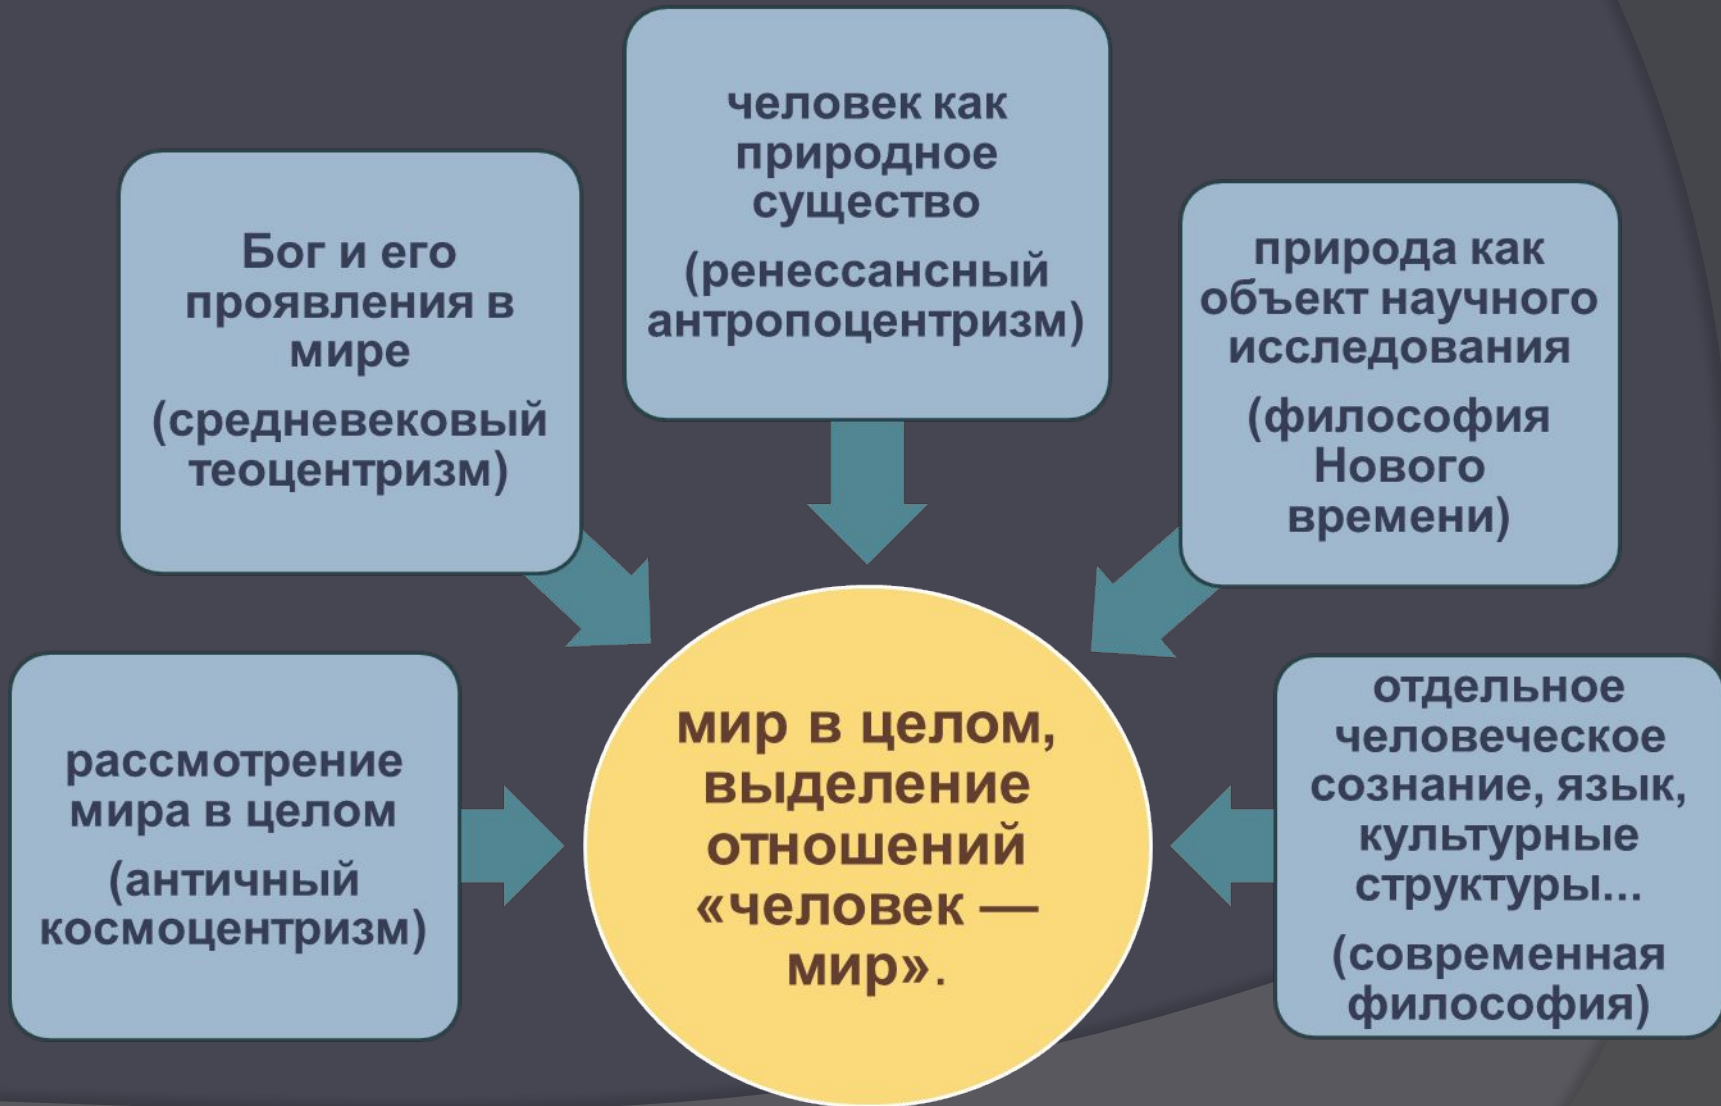 рассмотрение
мира в целом
(античный
космоцентризм)
Бог и его
проявления в
мире
(средневековый
теоцентризм)
человек как
природное
существо
(ренессансный
антропоцентризм)
природа как
объект научного
исследования
(философия
Нового
времени)
отдельное
человеческое
сознание, язык,
культурные
структуры...
(современная
философия)
мир в целом,
выделение
отношений
«человек —
мир».